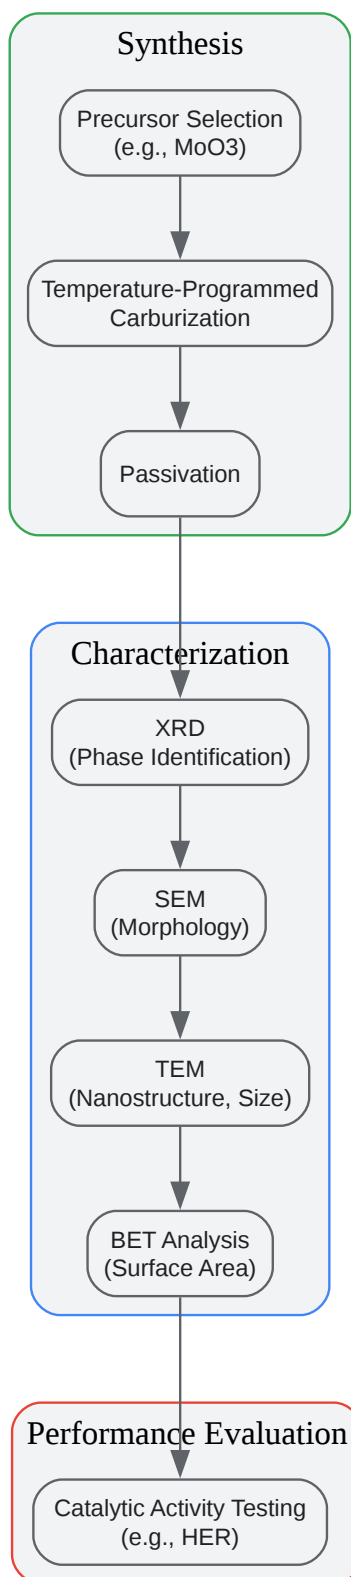 Synthesis
Precursor Selection
(e.g., MoO3)
Temperature-Programmed
Carburization
Passivation
Characterization
XRD
(Phase Identification)
SEM
(Morphology)
TEM
(Nanostructure, Size)
BET Analysis
(Surface Area)
Performance Evaluation
Catalytic Activity Testing
(e.g., HER)